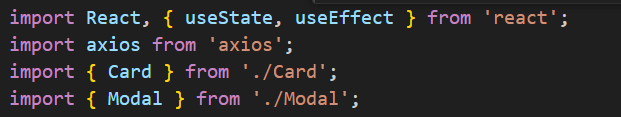 import React, { useState, useEffect } from 'react';
import axios from 'axios';
import { Card } from './Card';
import { Modal } from './Modal';